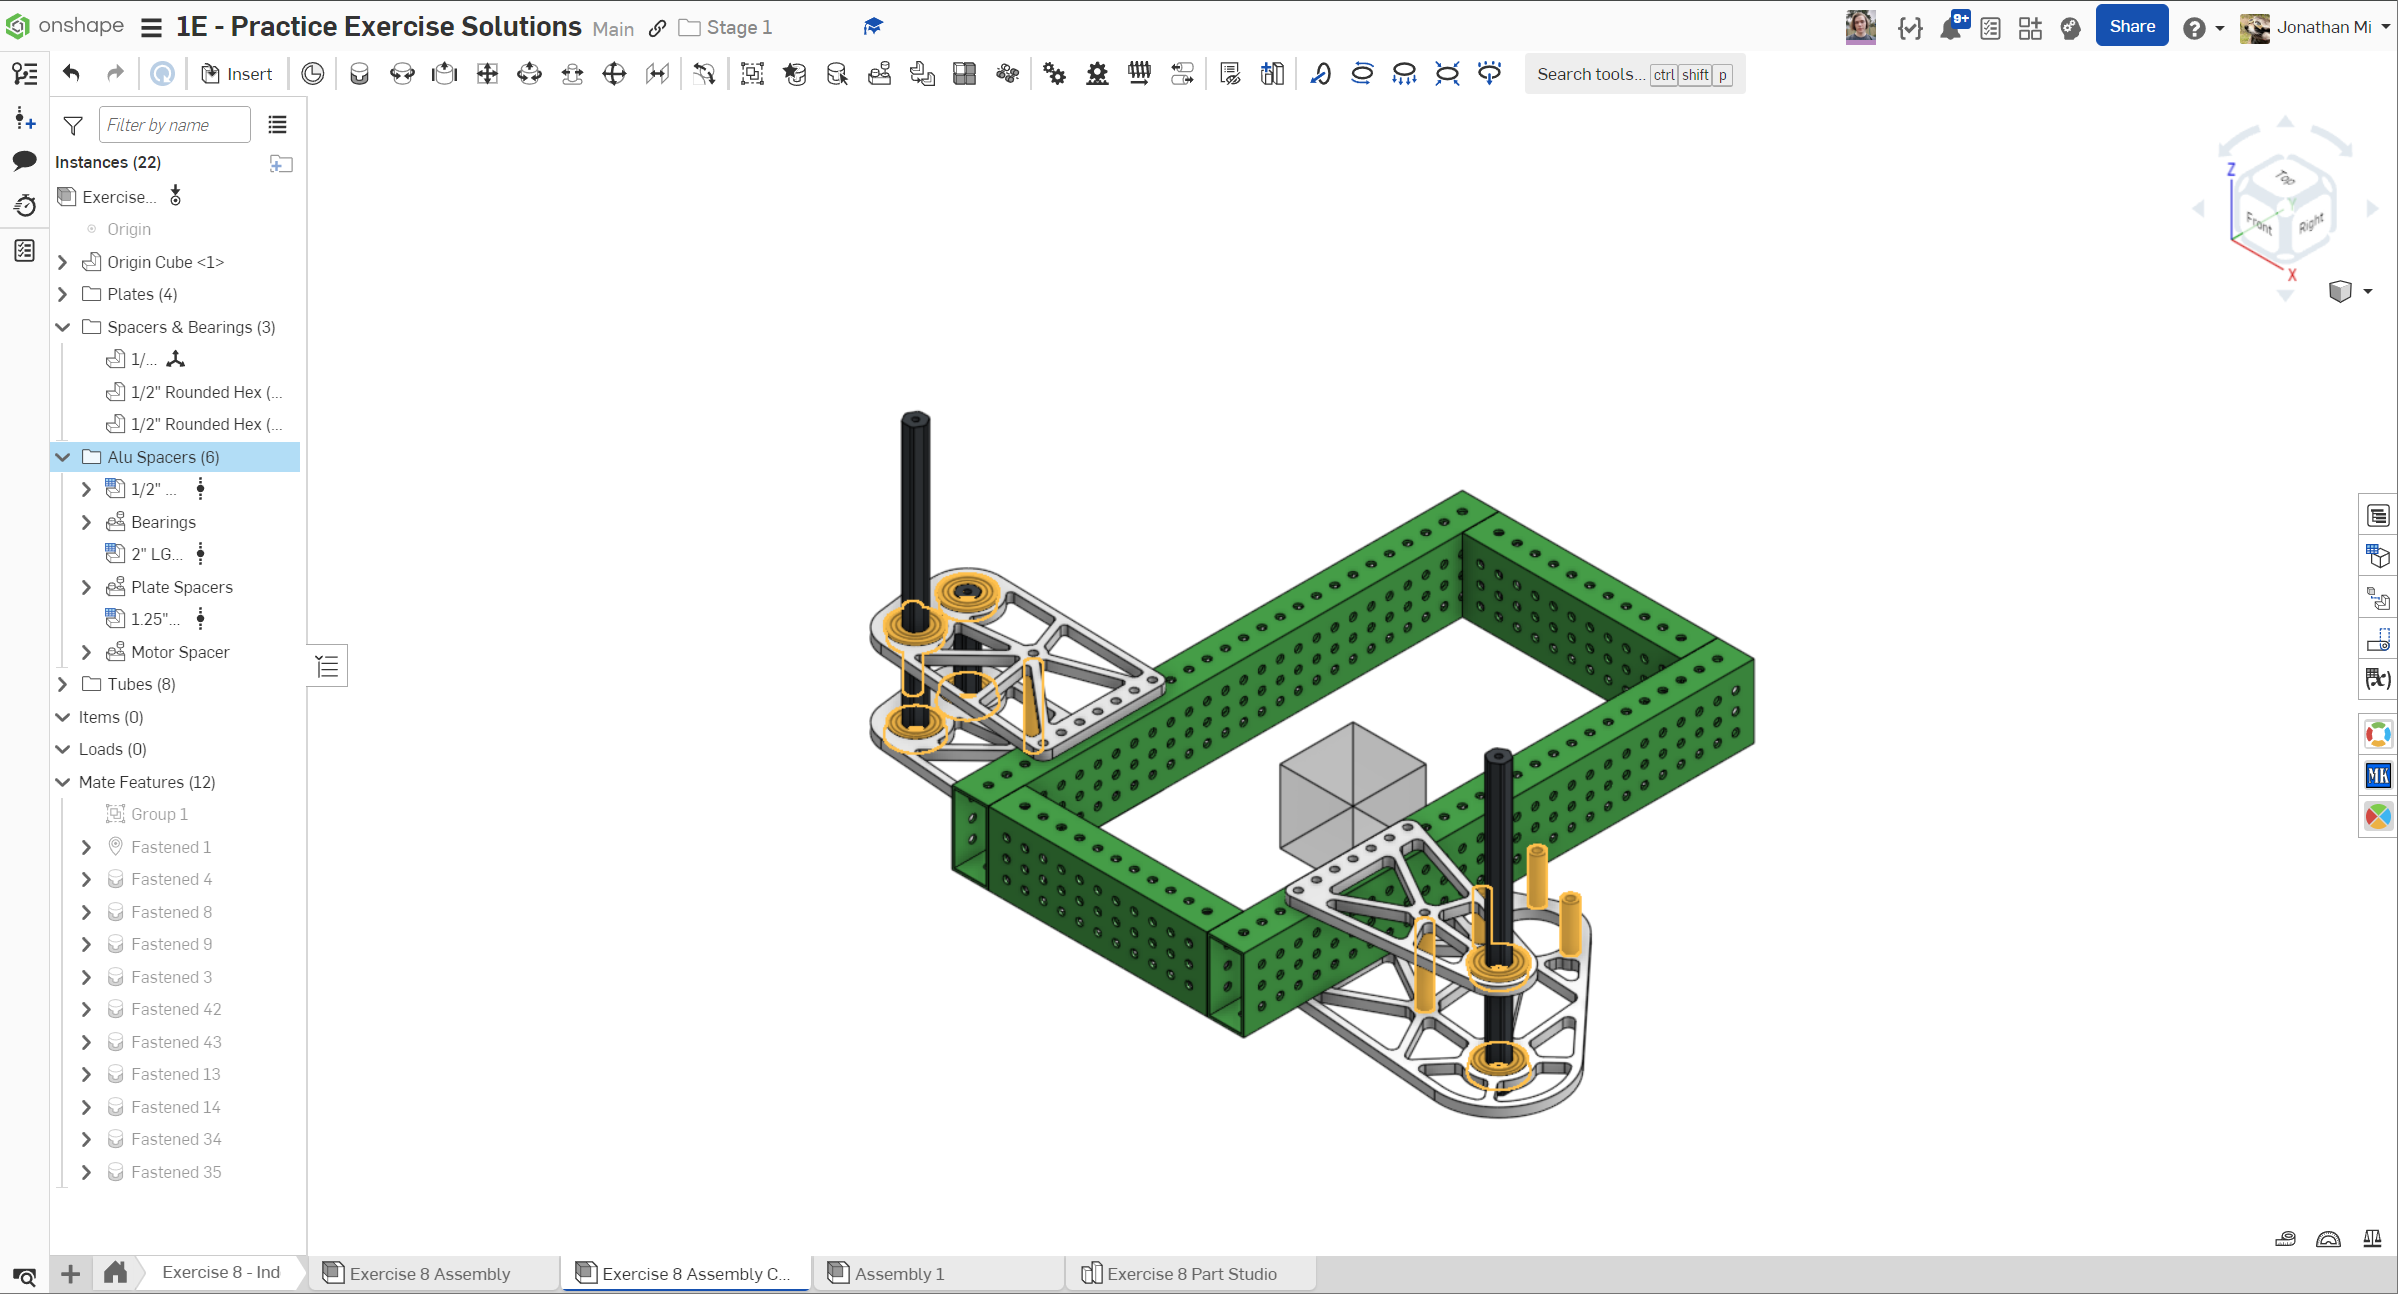 onshape
1E - Practice Exercise Solutions Main Stage 1
9+
Share
Jonathan Mi
Insert
Search tools... ctrl shift p
Filter by name
Instances (22)
Exercise...
Origin
Origin Cube <1>
Plates (4)
Spacers & Bearings (3)
1/...
1/2" Rounded Hex (...
1/2" Rounded Hex (...
Alu Spacers (6)
1/2" ...
Bearings
2" LG...
Plate Spacers
1.25"...
Motor Spacer
Tubes (8)
Items (0)
Loads (0)
Mate Features (12)
Group 1
Fastened 1
Fastened 4
Fastened 8
Fastened 9
Fastened 3
Fastened 42
Fastened 43
Fastened 13
Fastened 14
Fastened 34
Fastened 35
Z
Top
Front
Right
X
(x)
MK
Exercise 8 - Ind
Exercise 8 Assembly
Exercise 8 Assembly C...
Assembly 1
Exercise 8 Part Studio